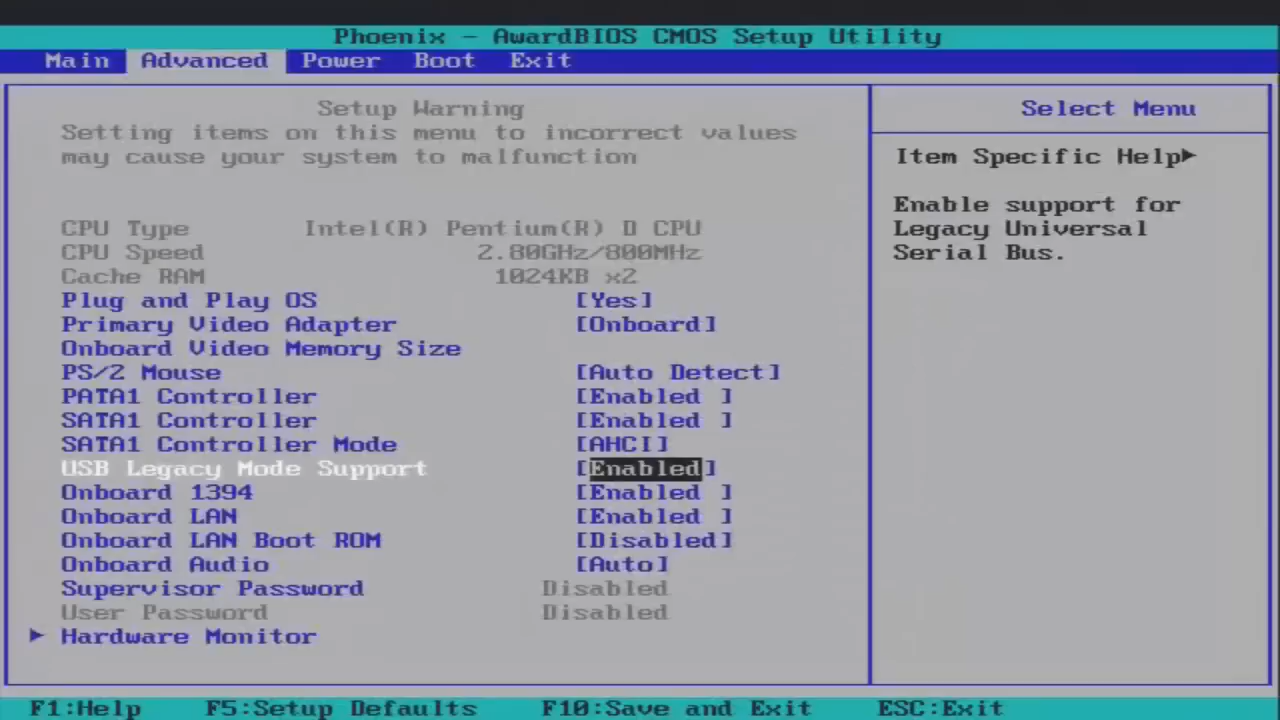 Phoenix - AwardBIOS CMOS Setup Utility
Main Advanced Power Boot Exit
Setup Warning
Setting items on this menu to incorrect values
may cause your system to malfunction
CPU Type Intel(R) Pentium(R) D CPU
CPU Speed 2.80GHz/800MHz
Cache RAM 1024KB x2
Plug and Play OS [Yes]
Primary Video Adapter [Onboard]
Onboard Video Memory Size
PS/2 Mouse [Auto Detect]
PATA1 Controller [Enabled ]
SATA1 Controller [Enabled ]
SATA1 Controller Mode [AHCI]
USB Legacy Mode Support [Enabled]
Onboard 1394 [Enabled ]
Onboard LAN [Enabled ]
Onboard LAN Boot ROM [Disabled]
Onboard Audio [Auto]
Supervisor Password Disabled
User Password Disabled
Hardware Monitor
Select Menu
Item Specific Help
Enable support for
Legacy Universal
Serial Bus.
F1:Help F5:Setup Defaults F10:Save and Exit ESC:Exit